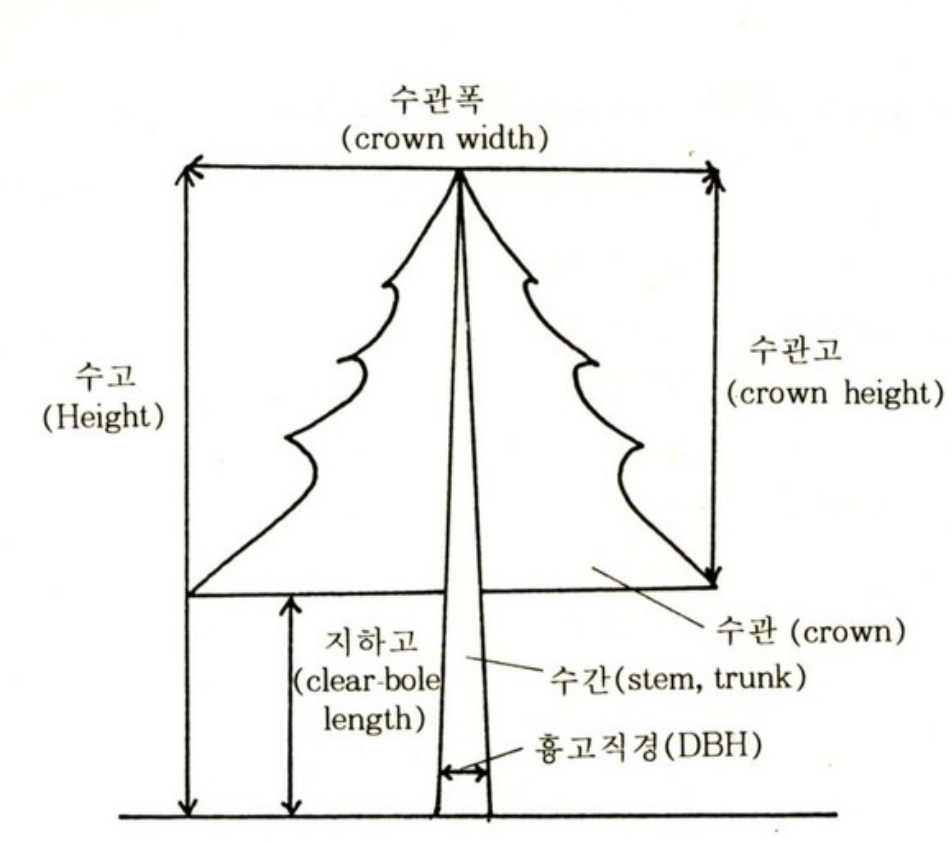 수관폭
(crown width)
수고
(Height)
수관고
(crown height)
수관 (crown)
지하고
(clear-bole
length)
수간(stem, trunk)
흉고직경(DBH)